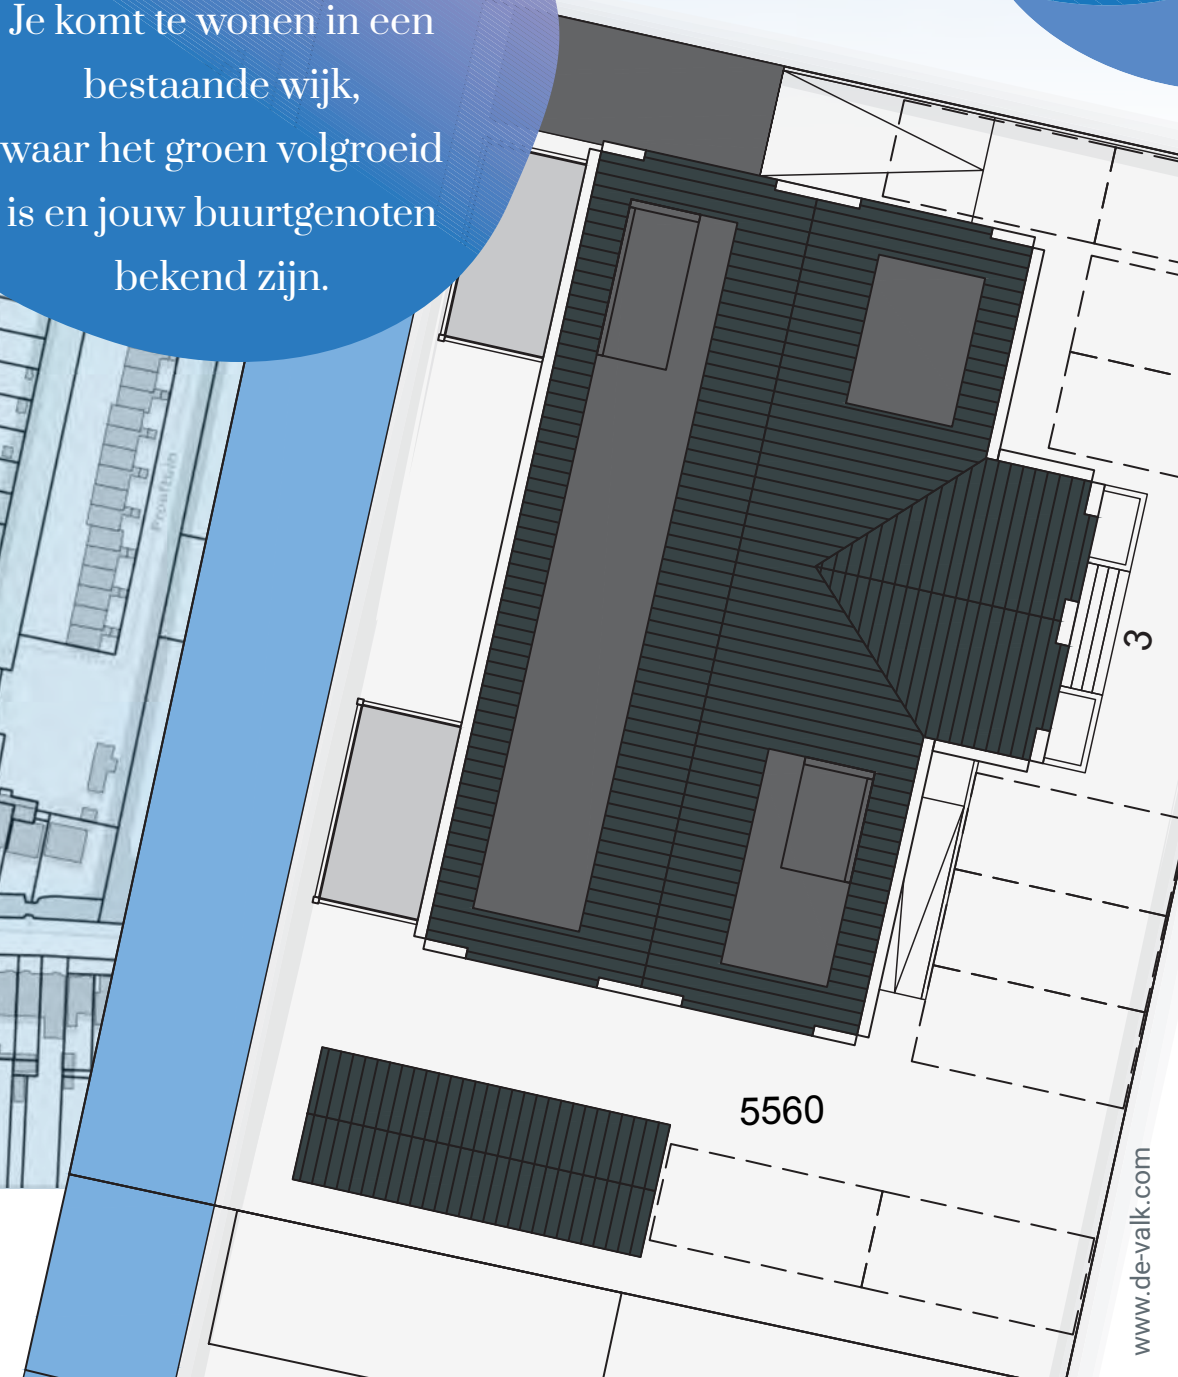 Je komt te wonen in een
bestaande wijk,
waar het groen volgroeid
is en jouw buurtgenoten
bekend zijn.
Proeftuin
3
5560
www.de-valk.com